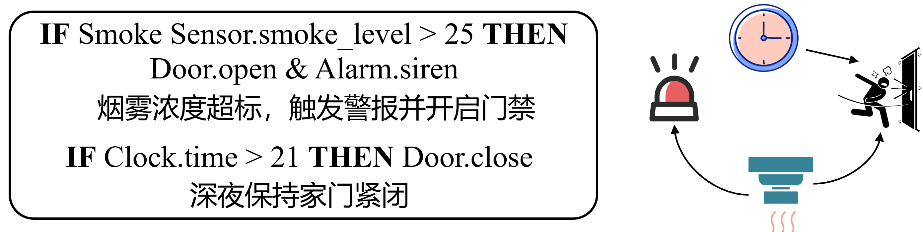 IF Smoke Sensor.smoke_level > 25 THEN
Door.open & Alarm.siren
烟雾浓度超标，触发警报并开启门禁
IF Clock.time > 21 THEN Door.close
深夜保持家门紧闭